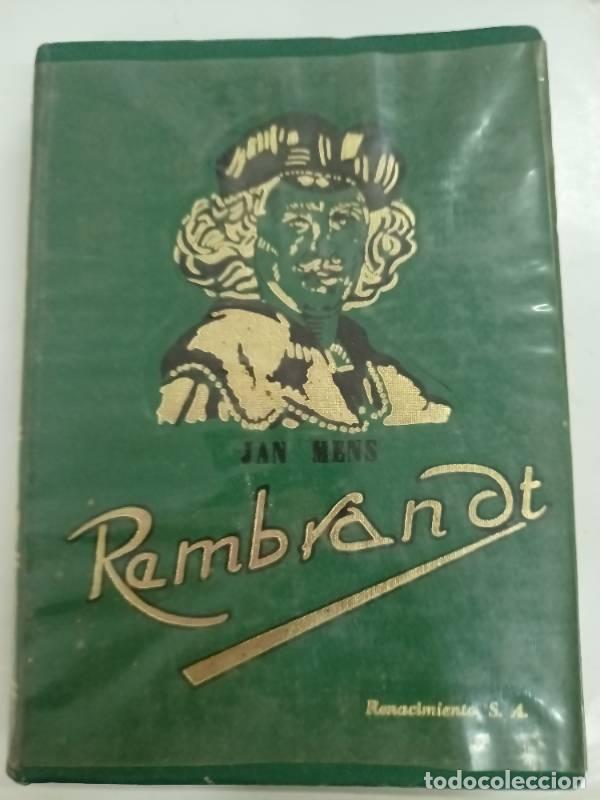 JAN MENS
Rembrandt
Renacimiento, S. A.
todocoleccion